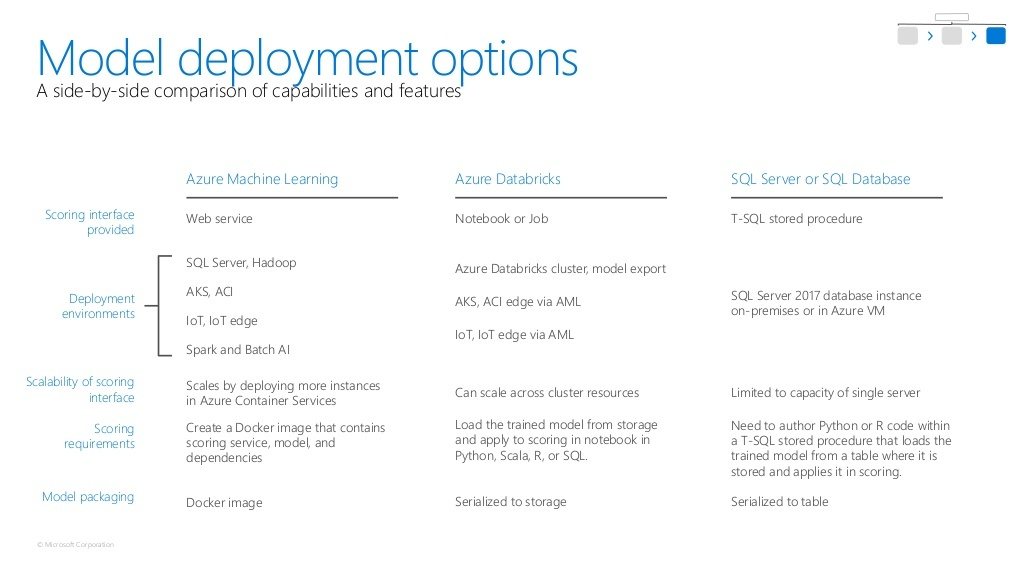 Model deployment options
A side-by-side comparison of capabilities and features
Azure Machine Learning
Azure Databricks
SQL Server or SQL Database
Scoring interface
provided
Web service
Notebook or Job
T-SQL stored procedure
Deployment
environments
SQL Server, Hadoop
AKS, ACI
IoT, IoT edge
Spark and Batch AI
Azure Databricks cluster, model export
AKS, ACI edge via AML
IoT, IoT edge via AML
SQL Server 2017 database instance
on-premises or in Azure VM
Scalability of scoring
interface
Scales by deploying more instances
in Azure Container Services
Can scale across cluster resources
Limited to capacity of single server
Scoring
requirements
Create a Docker image that contains
scoring service, model, and
dependencies
Load the trained model from storage
and apply to scoring in notebook in
Python, Scala, R, or SQL.
Need to author Python or R code within
a T-SQL stored procedure that loads the
trained model from a table where it is
stored and applies it in scoring.
Model packaging
Docker image
Serialized to storage
Serialized to table
© Microsoft Corporation